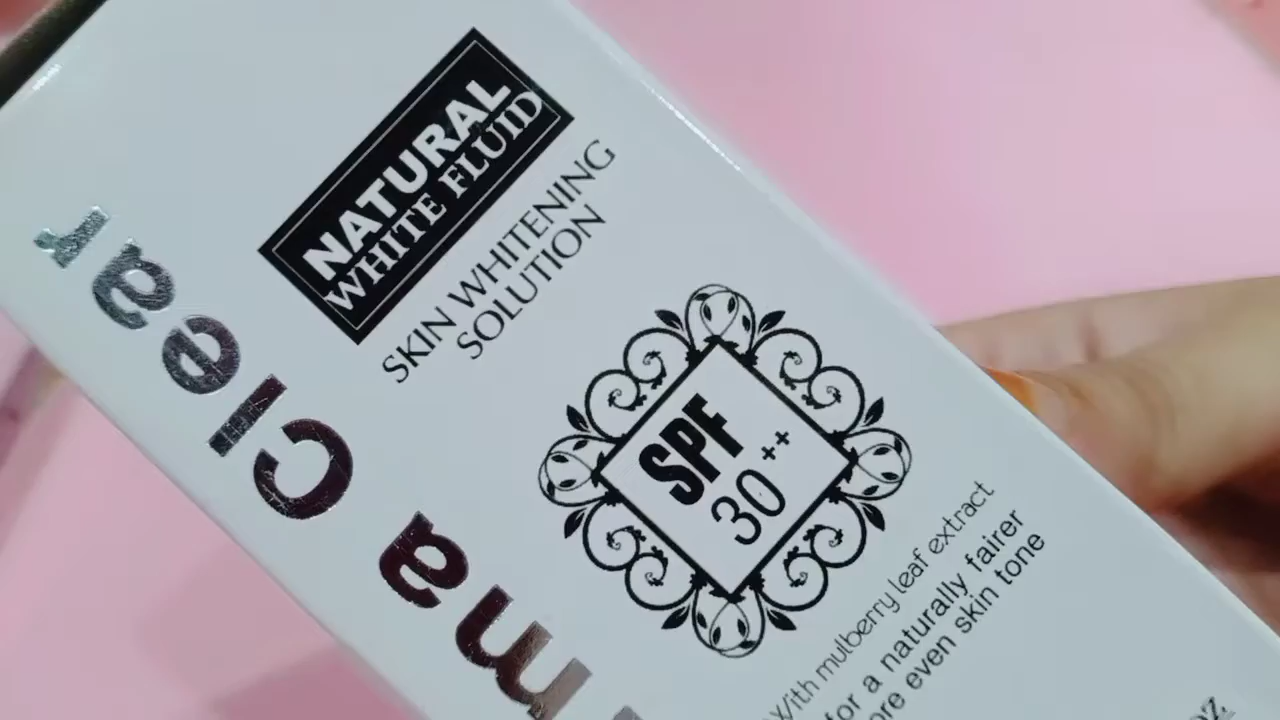 NATURAL
WHITE FLUID
SKIN WHITENING
SOLUTION
SPF
30++
With mulberry leaf extract
for a naturally fairer
even skin tone
ma Clear